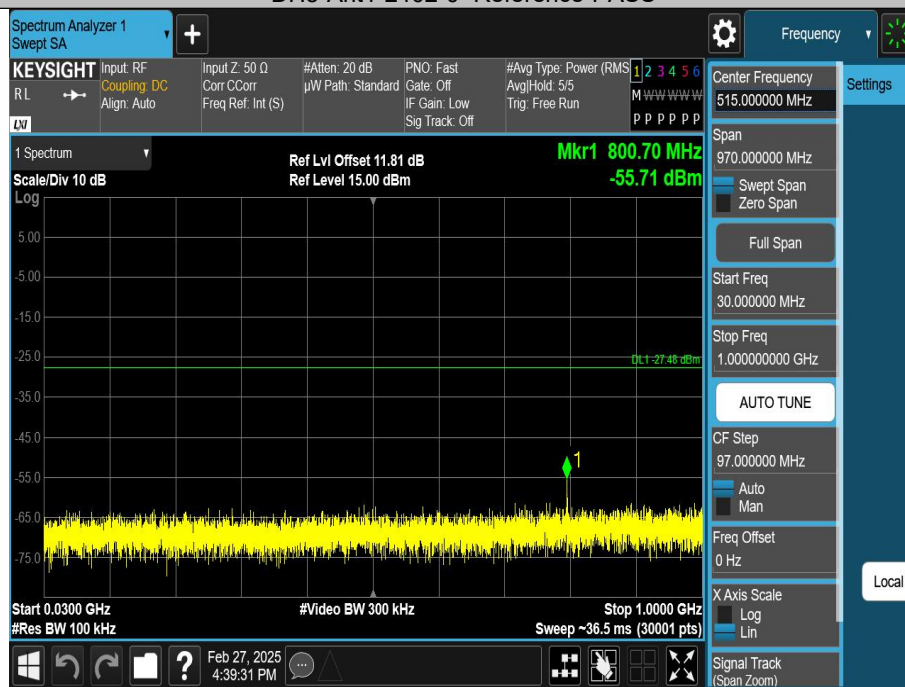 Spectrum Analyzer 1
Swept SA
Frequency
KEYSIGHT
RL
LXI
Input: RF
Coupling: DC
Align: Auto
Input Z: 50 Ω
Corr CCorr
Freq Ref: Int (S)
#Atten: 20 dB
µW Path: Standard
PNO: Fast
Gate: Off
IF Gain: Low
Sig Track: Off
#Avg Type: Power (RMS
Avg|Hold: 5/5
Trig: Free Run
1 2 3 4 5 6
M W W W W W
P P P P P P
Center Frequency
515.000000 MHz
Settings
1 Spectrum
Scale/Div 10 dB
Log
Ref Lvl Offset 11.81 dB
Ref Level 15.00 dBm
Mkr1 800.70 MHz
-55.71 dBm
Span
970.000000 MHz
Swept Span
Zero Span
Full Span
Start Freq
30.000000 MHz
Stop Freq
1.000000000 GHz
AUTO TUNE
CF Step
97.000000 MHz
Auto
Man
Freq Offset
0 Hz
X Axis Scale
Log
Lin
Signal Track
(Span Zoom)
Local
5.00
-5.00
-15.0
-25.0
DL1 -27.48 dBm
-35.0
-45.0
1
-55.0
-65.0
-75.0
Start 0.0300 GHz
#Res BW 100 kHz
#Video BW 300 kHz
Stop 1.0000 GHz
Sweep ~36.5 ms (30001 pts)
?
Feb 27, 2025
4:39:31 PM